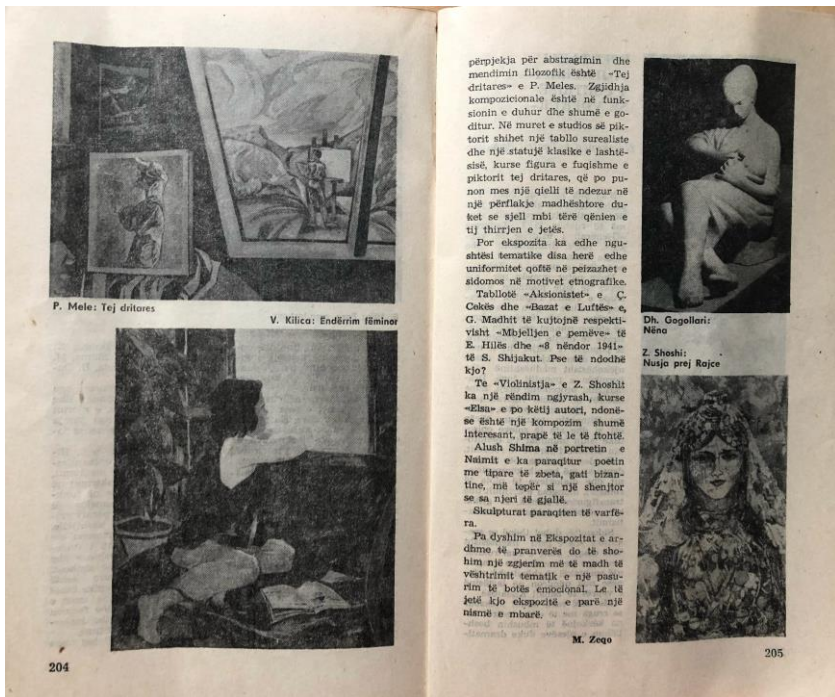 P. Mele: Tej dritares
V. Kilica: Endërrim fëminor
204
përpjekja për abstragimin dhe
mendimin filozofik është «Tej
dritares» e P. Meles. Zgjidhja
kompozicionale është në funk-
sionin e duhur dhe shumë e go-
ditur. Në muret e studios së pik-
torit shihet një tabllo surealiste
dhe një statujë klasike e lashtë-
sisë, kurse figura e fuqishme e
piktorit tej dritares, që po pu-
non mes një qielli të ndezur në
një përflakje madhështore du-
ket se sjell mbi tërë qënien e
tij thirrjen e jetës.
Por ekspozita ka edhe ngu-
shtësi tematike disa herë edhe
uniformitet qoftë në peizazhet e
sidomos në motivet etnografike.
Tabllotë «Aksionistet» e Ç.
Cekës dhe «Bazat e Luftës» e,
G. Madhit të kujtojnë respekti-
visht «Mbjelljen e pemëve» të
E. Hilës dhe «8 nëndor 1941»
të S. Shijakut. Pse të ndodhë
kjo?
Te «Violinistja» e Z. Shoshit
ka një rëndim ngjyrash, kurse
«Elsa» e po këtij autori, ndonë-
se është një kompozim shumë
interesant, prapë të le të ftohtë.
Alush Shima në portretin e
Naimit e ka paraqitur poetin
me tipare të zbeta, gati bizan-
tine, më tepër si një shenjtor
se sa njeri të gjallë.
Skulpturat paraqiten të varfë-
ra.
Pa dyshim në Ekspozitat e ar-
dhme të pranverës do të sho-
him një zgjerim më të madh të
vështrimit tematik e një pasu-
rim të botës emocional. Le të
jetë kjo ekspozitë e parë një
nismë e mbarë.
M. Zeqo
Dh. Gogollari:
Nëna
Z. Shoshi:
Nusja prej Rajce
205